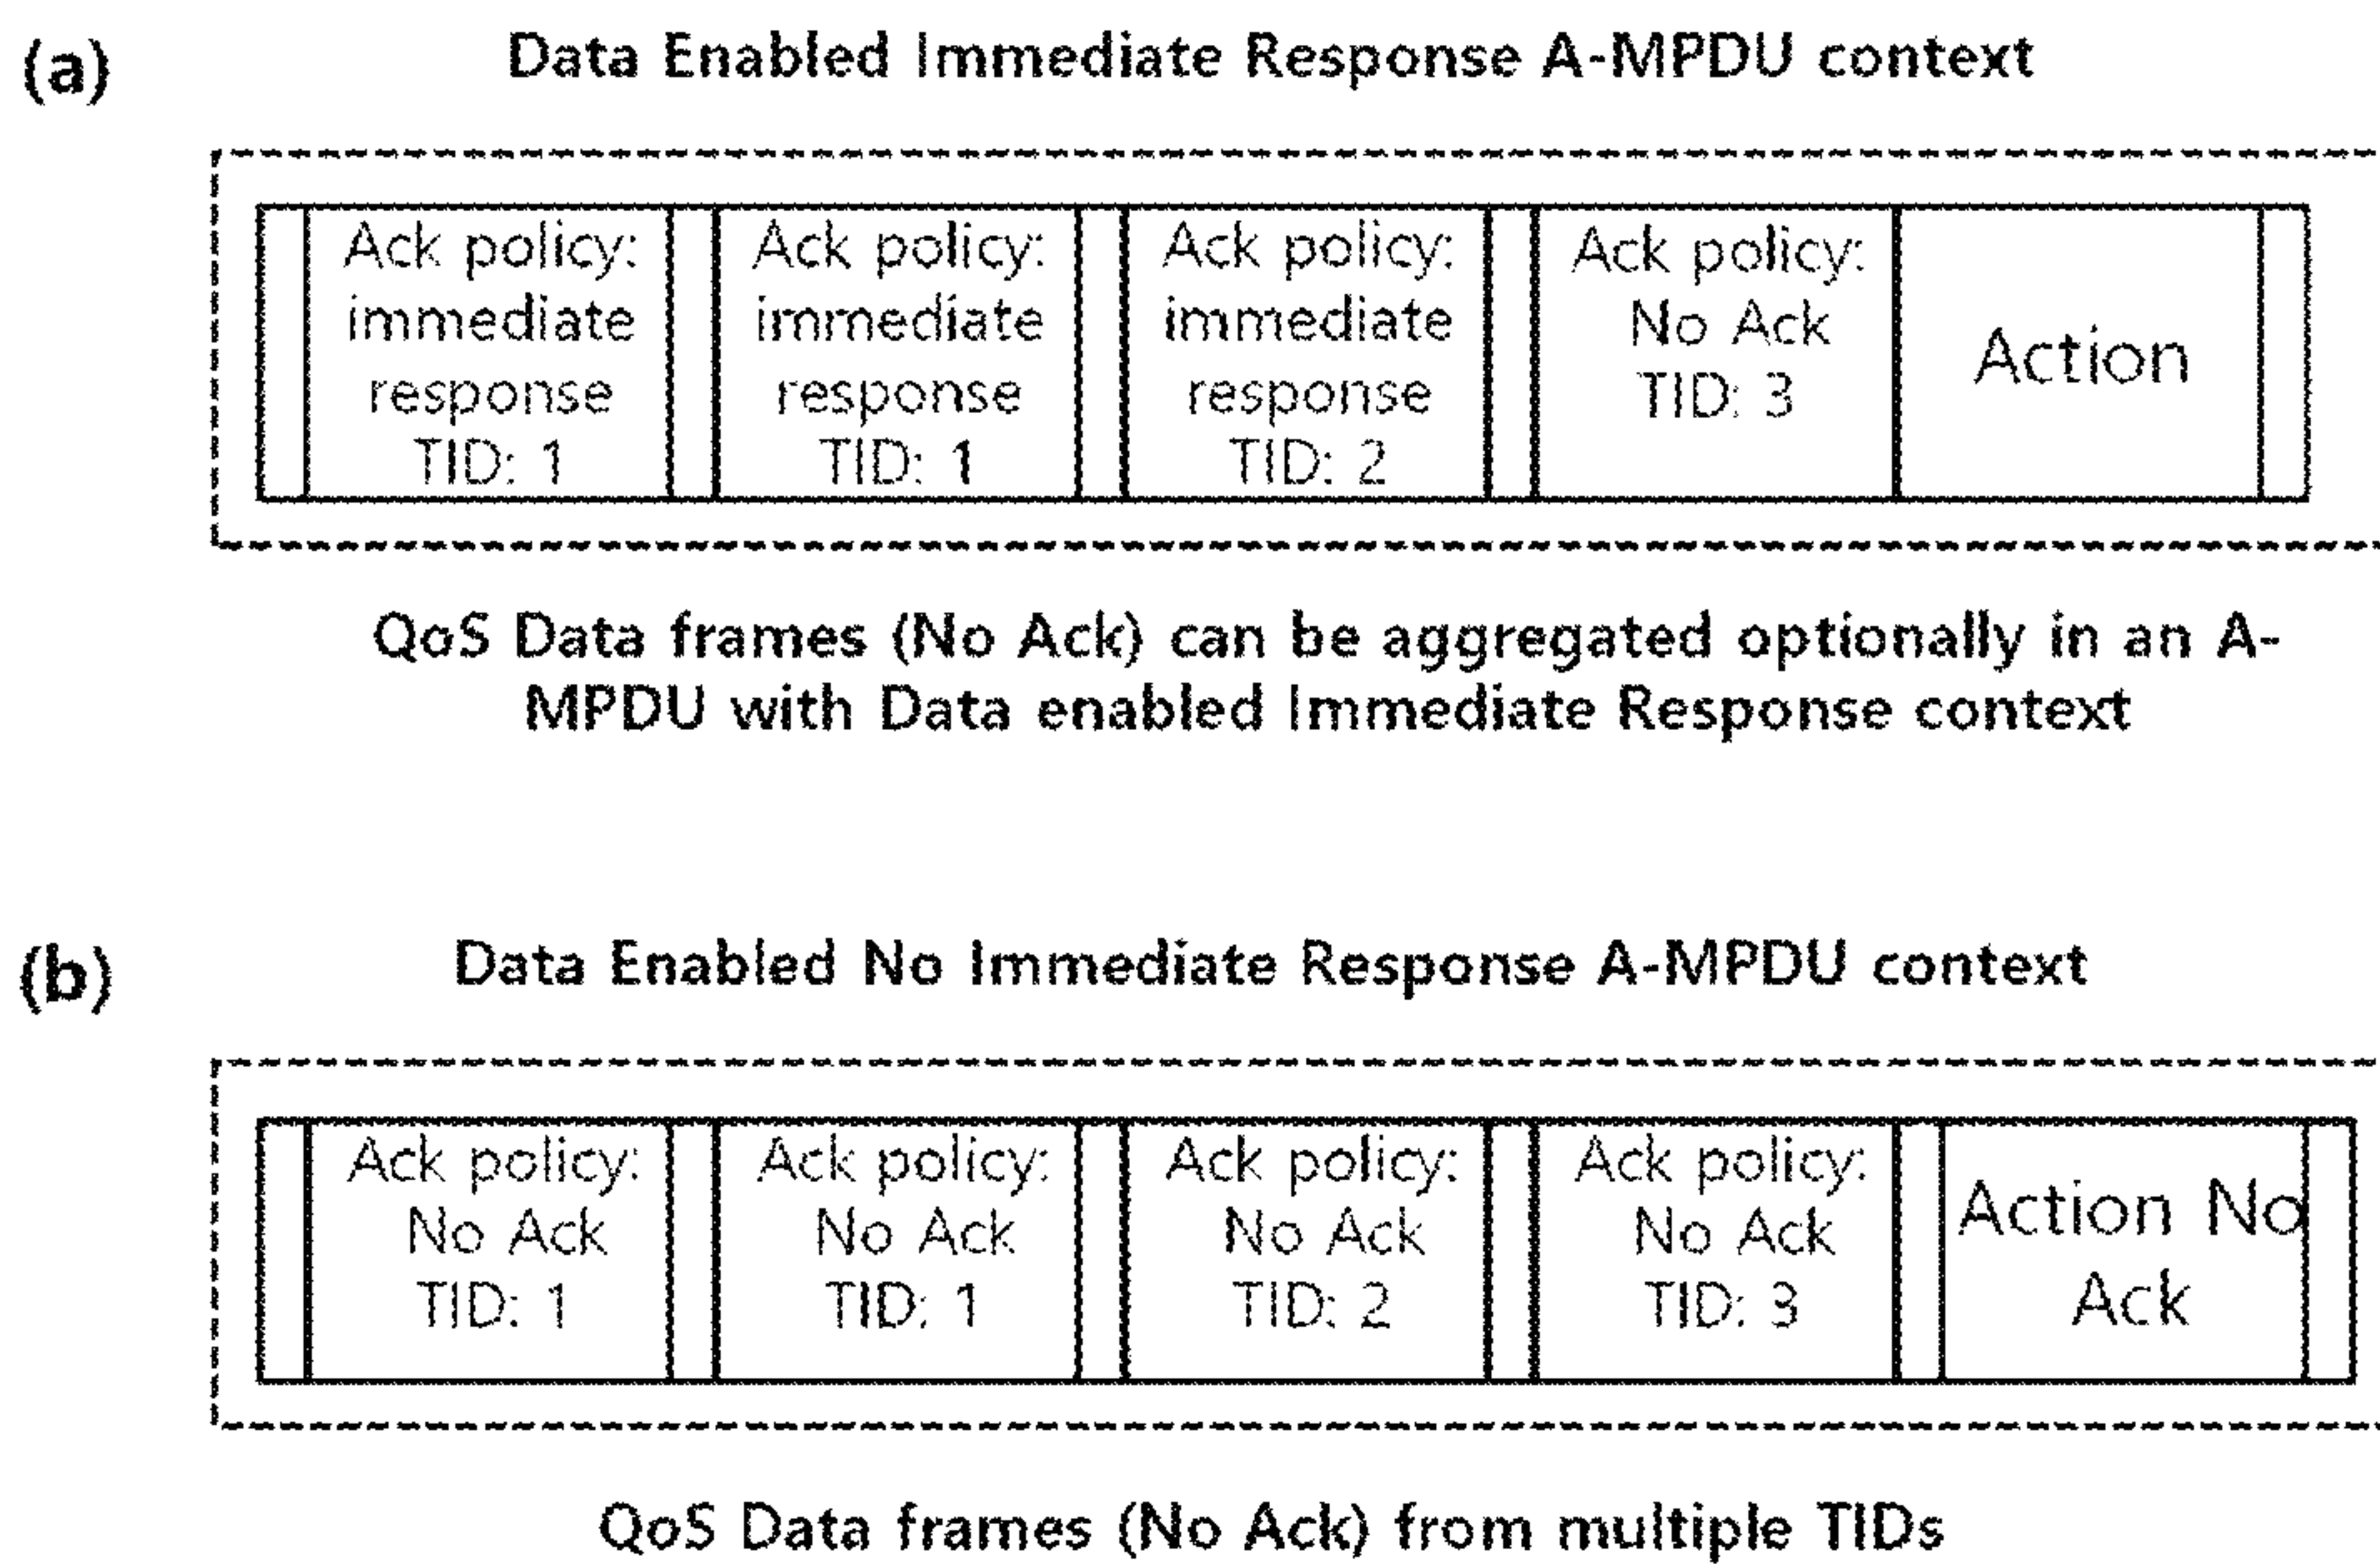 (a)
Data Enabled Immediate Response A-MPDU context
Ack policy:
immediate
response
TID: 1
Ack policy:
immediate
response
TID: 1
Ack policy:
immediate
response
TID: 2
Ack policy:
No Ack
TID: 3
Action
QoS Data frames (No Ack) can be aggregated optionally in an A-
MPDU with Data enabled Immediate Response context
(b)
Data Enabled No Immediate Response A-MPDU context
Ack policy:
No Ack
TID: 1
Ack policy:
No Ack
TID: 1
Ack policy:
No Ack
TID: 2
Ack policy:
No Ack
TID: 3
Action No
Ack
QoS Data frames (No Ack) from multiple TIDs